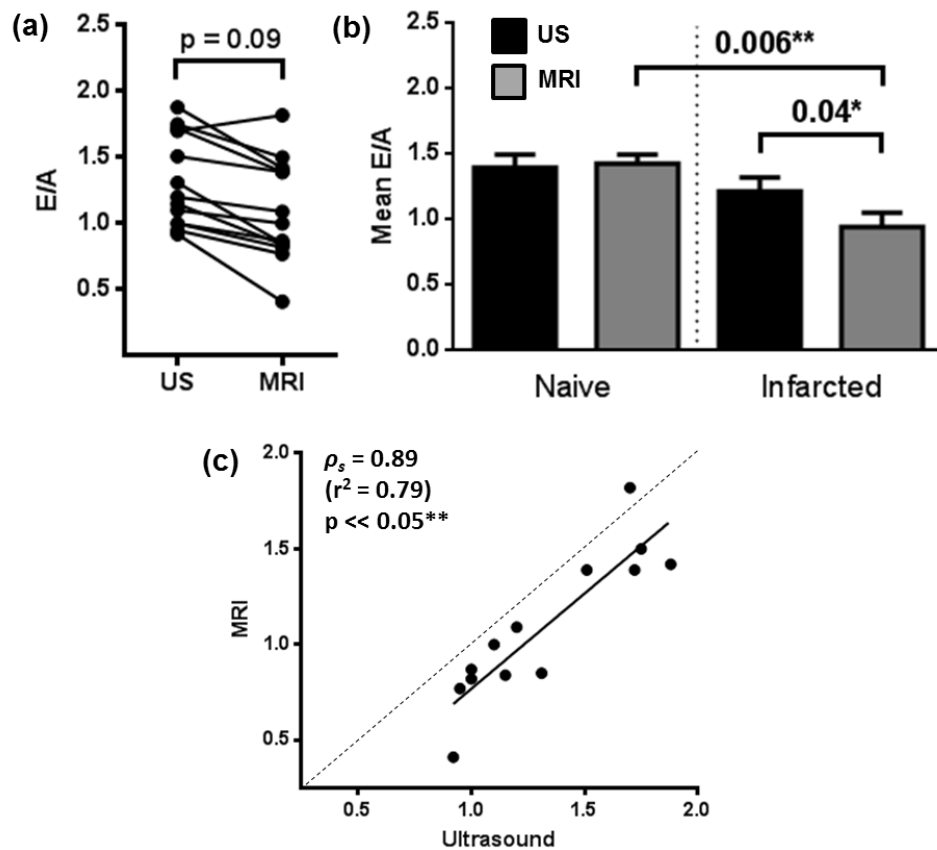 (a)
2.5
2.0
1.5
1.0
0.5
E/A
p = 0.09
US MRI
(b)
2.5
2.0
1.5
1.0
0.5
0.0
Mean E/A
US
MRI
0.006**
0.04*
Naive Infarcted
(c)
2.0
1.5
1.0
0.5
MRI
ρs = 0.89
(r² = 0.79)
p << 0.05**
0.5 1.0 1.5 2.0
Ultrasound